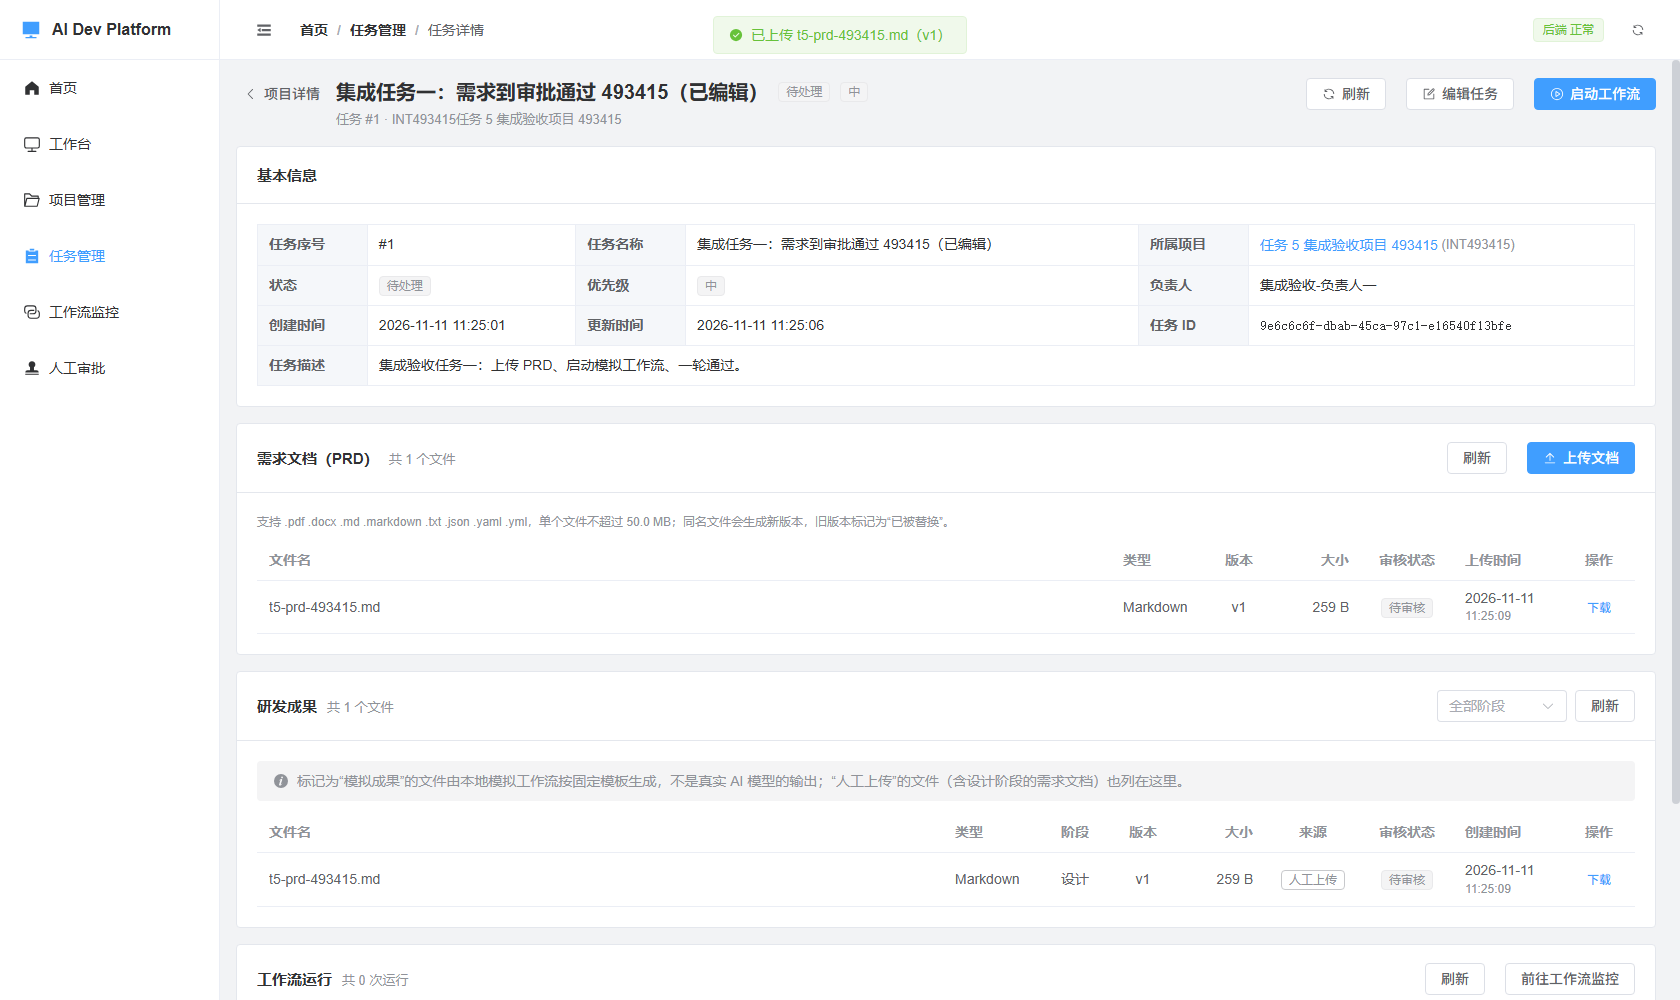 AI Dev Platform
首页 / 任务管理 / 任务详情
已上传 t5-prd-493415.md（v1）
后端 正常
首页
工作台
项目管理
任务管理
工作流监控
人工审批
项目详情
集成任务一：需求到审批通过 493415（已编辑）
待处理
中
任务 #1 · INT493415任务 5 集成验收项目 493415
刷新
编辑任务
启动工作流
基本信息
任务序号 #1 任务名称 集成任务一：需求到审批通过 493415（已编辑） 所属项目 任务 5 集成验收项目 493415 (INT493415)
状态 待处理 优先级 中 负责人 集成验收-负责人一
创建时间 2026-11-11 11:25:01 更新时间 2026-11-11 11:25:06 任务 ID 9e6c6c6f-dbab-45ca-97c1-e16540f13bfe
任务描述 集成验收任务一：上传 PRD、启动模拟工作流、一轮通过。
需求文档（PRD） 共 1 个文件
刷新
上传文档
支持 .pdf .docx .md .markdown .txt .json .yaml .yml，单个文件不超过 50.0 MB；同名文件会生成新版本，旧版本标记为“已被替换”。
文件名 类型 版本 大小 审核状态 上传时间 操作
t5-prd-493415.md Markdown v1 259 B 待审核 2026-11-11 下载
11:25:09
研发成果 共 1 个文件
全部阶段
刷新
标记为“模拟成果”的文件由本地模拟工作流按固定模板生成，不是真实 AI 模型的输出；“人工上传”的文件（含设计阶段的需求文档）也列在这里。
文件名 类型 阶段 版本 大小 来源 审核状态 创建时间 操作
t5-prd-493415.md Markdown 设计 v1 259 B 人工上传 待审核 2026-11-11 下载
11:25:09
工作流运行 共 0 次运行
刷新
前往工作流监控